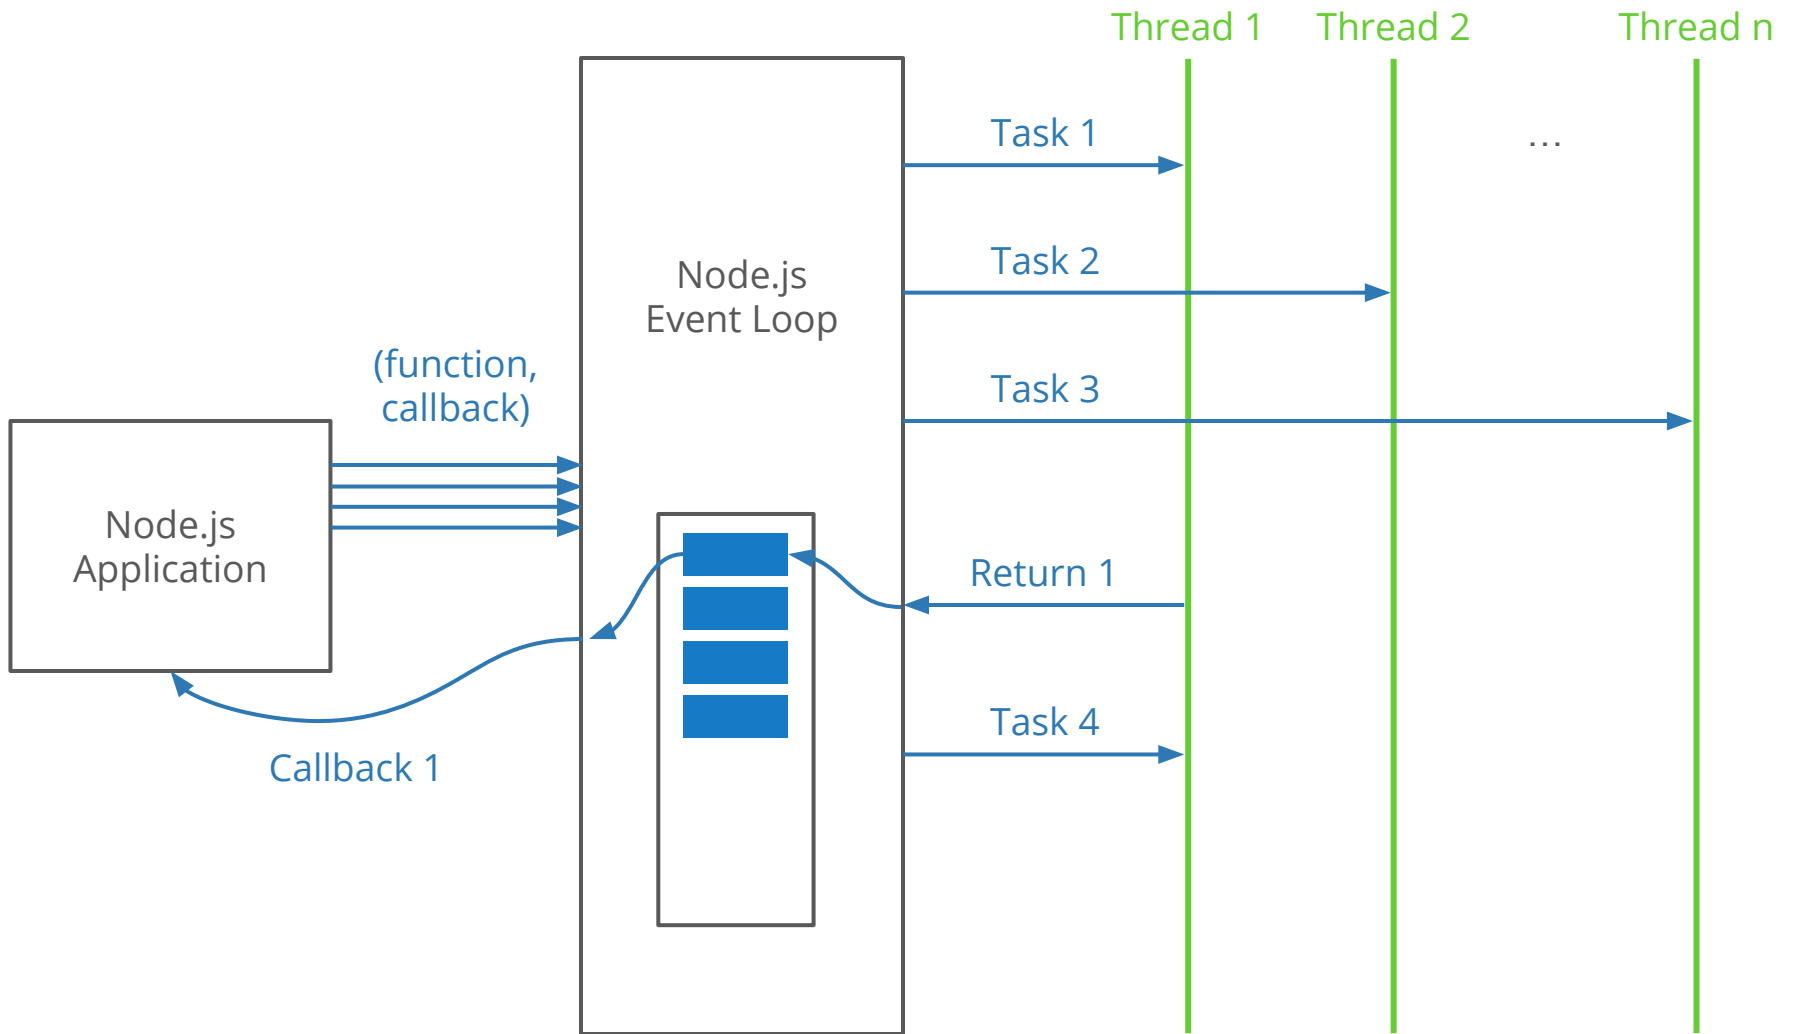 Thread 1
Thread 2
Thread n
Task 1
...
Node.js
Event Loop
Task 2
(function,
callback)
Task 3
Node.js
Application
Return 1
Task 4
Callback 1